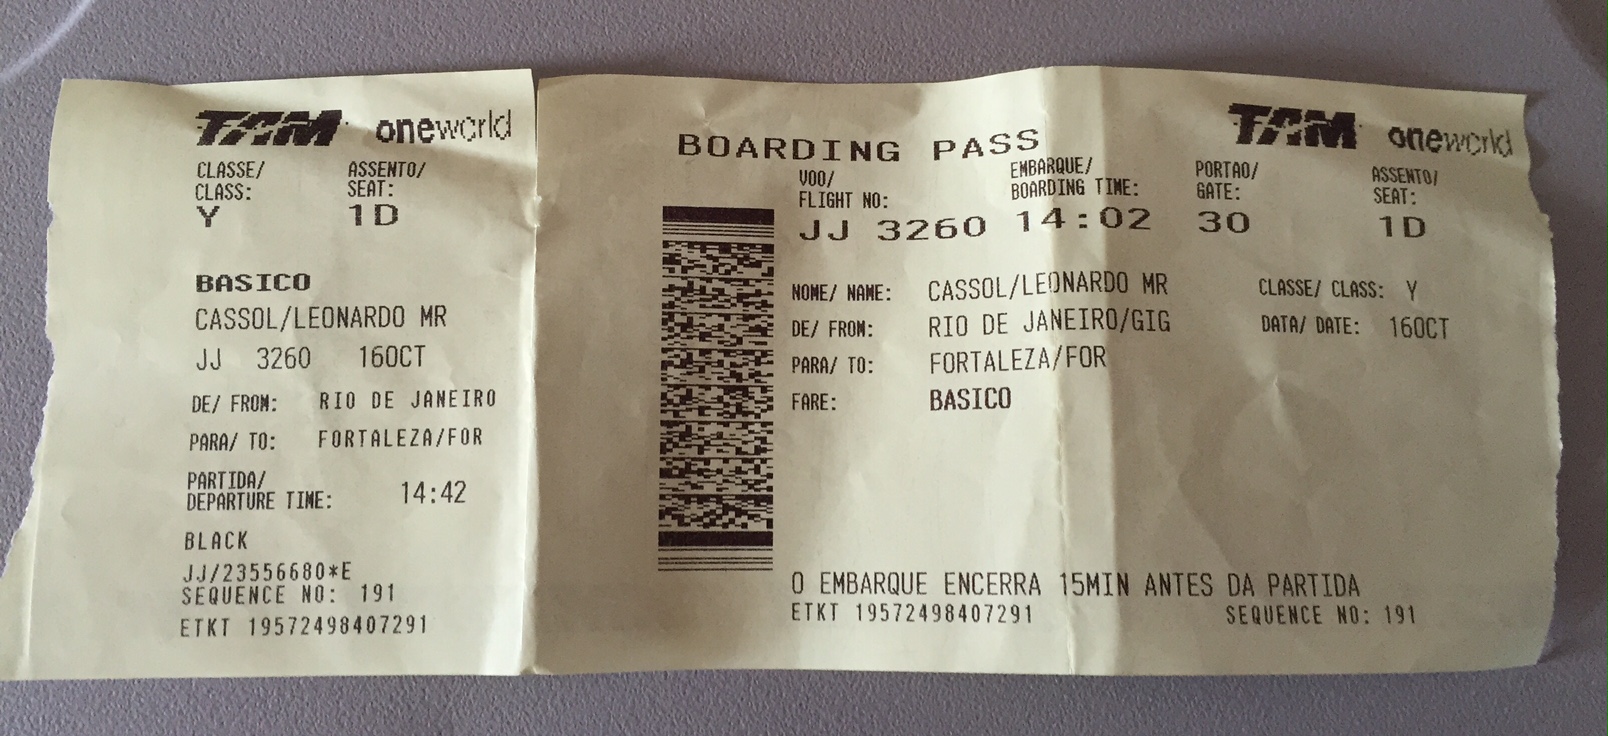 TAM oneworld
CLASSE/ ASSENTO/
CLASS: SEAT:
Y 1D
BASICO
CASSOL/LEONARDO MR
JJ 3260 16OCT
DE/ FROM: RIO DE JANEIRO
PARA/ TO: FORTALEZA/FOR
PARTIDA/
DEPARTURE TIME: 14:42
BLACK
JJ/23556680*E
SEQUENCE NO: 191
ETKT 19572498407291
BOARDING PASS TAM oneworld
VOO/ EMBARQUE/ PORTAO/ ASSENTO/
FLIGHT NO: BOARDING TIME: GATE: SEAT:
JJ 3260 14:02 30 1D
NOME/ NAME: CASSOL/LEONARDO MR CLASSE/ CLASS: Y
DE/ FROM: RIO DE JANEIRO/GIG DATA/ DATE: 16OCT
PARA/ TO: FORTALEZA/FOR
FARE: BASICO
O EMBARQUE ENCERRA 15MIN ANTES DA PARTIDA
ETKT 19572498407291 SEQUENCE NO: 191